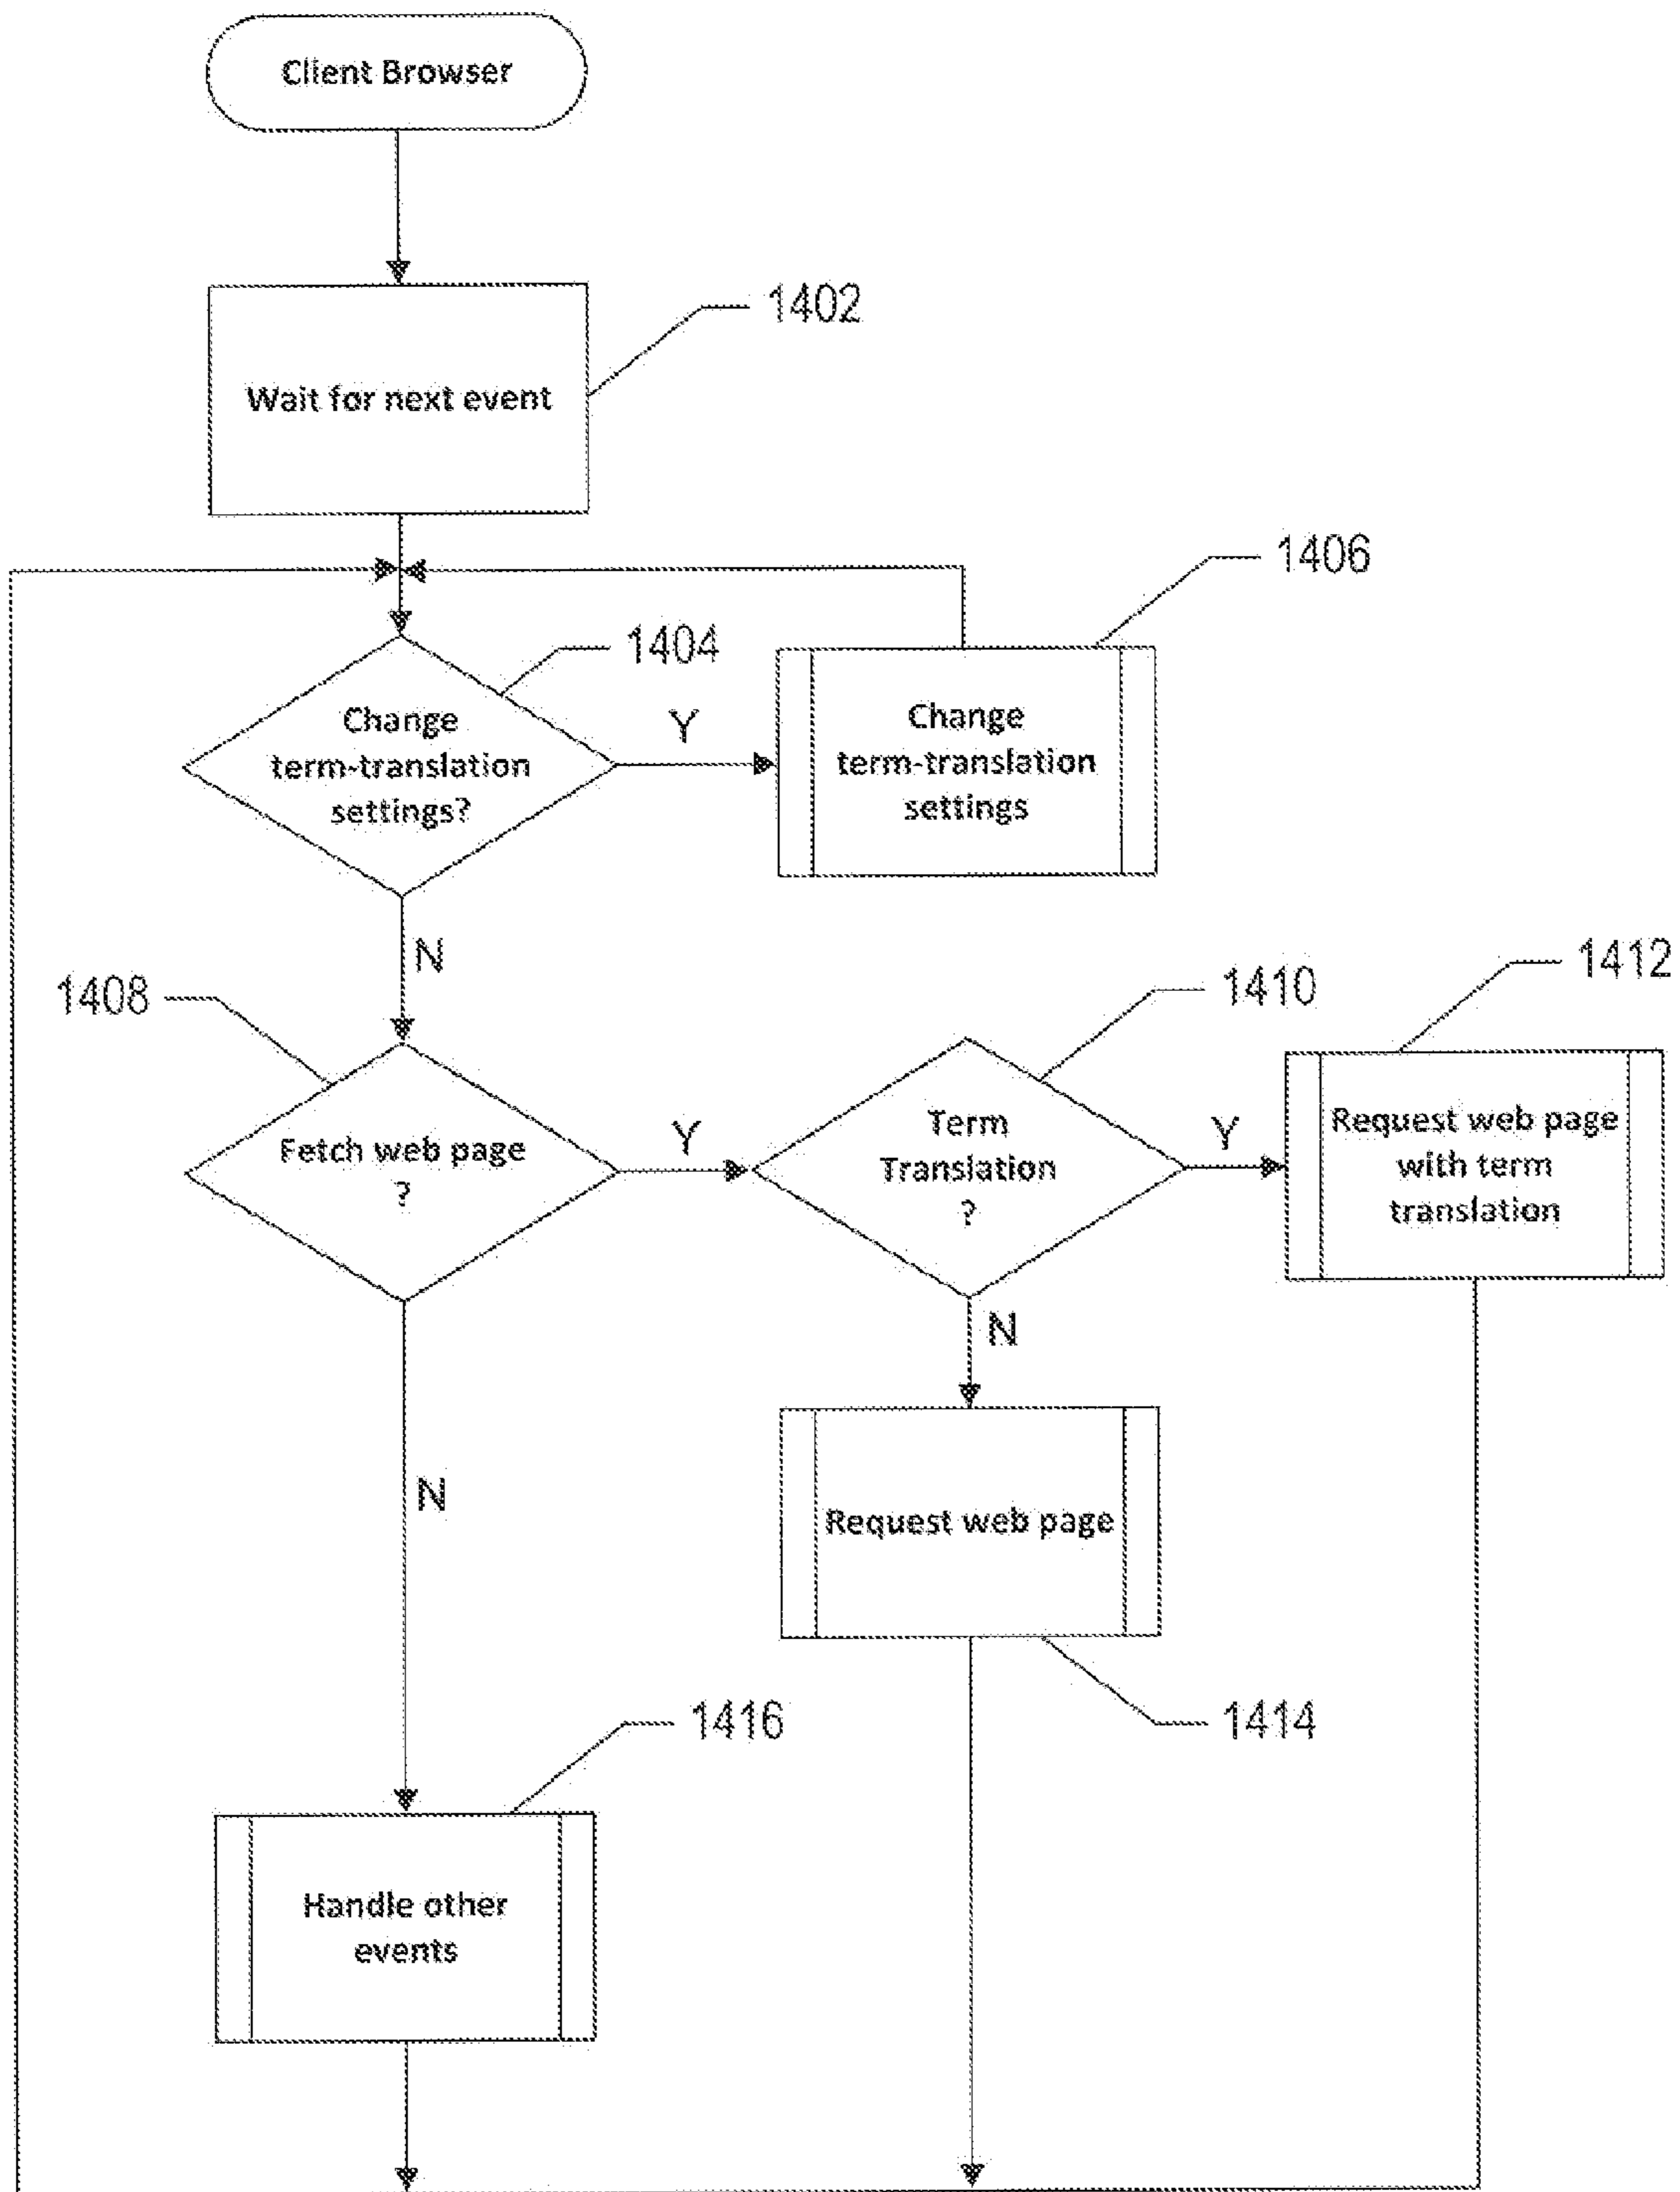 Client Browser
1402
Wait for next event
1406
1404
Change
term-translation
settings?
Y
Change
term-translation
settings
N
1408
1410
1412
Fetch web page
?
Y
Term
Translation
?
Y
Request web page
with term
translation
N
N
Request web page
1416
1414
Handle other
events